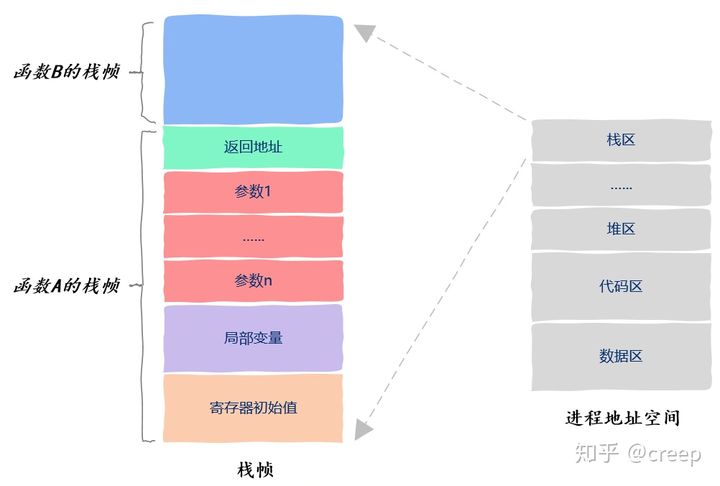 函数B的栈帧
函数A的栈帧
返回地址
参数1
......
参数n
局部变量
寄存器初始值
栈帧
栈区
......
堆区
代码区
数据区
进程地址空间
知乎 @creep